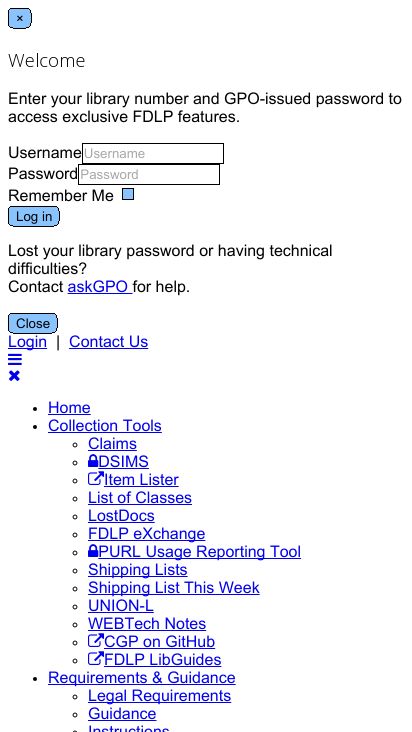 ×
Welcome
Enter your library number and GPO-issued password to
access exclusive FDLP features.
Username Username
Password Password
Remember Me
Log in
Lost your library password or having technical
difficulties?
Contact askGPO for help.
Close
Login | Contact Us
Home
Collection Tools
Claims
DSIMS
Item Lister
List of Classes
LostDocs
FDLP eXchange
PURL Usage Reporting Tool
Shipping Lists
Shipping List This Week
UNION-L
WEBTech Notes
CGP on GitHub
FDLP LibGuides
Requirements & Guidance
Legal Requirements
Guidance
Instructions